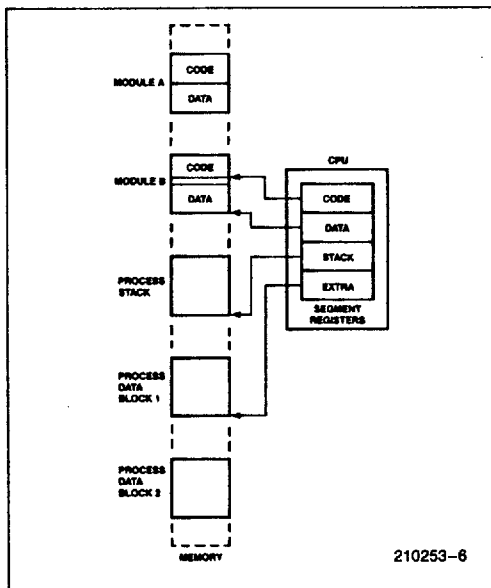 MODULE A
CODE
DATA
MODULE B
CODE
DATA
PROCESS
STACK
PROCESS
DATA
BLOCK 1
PROCESS
DATA
BLOCK 2
MEMORY
CPU
CODE
DATA
STACK
EXTRA
SEGMENT
REGISTERS
210253-6